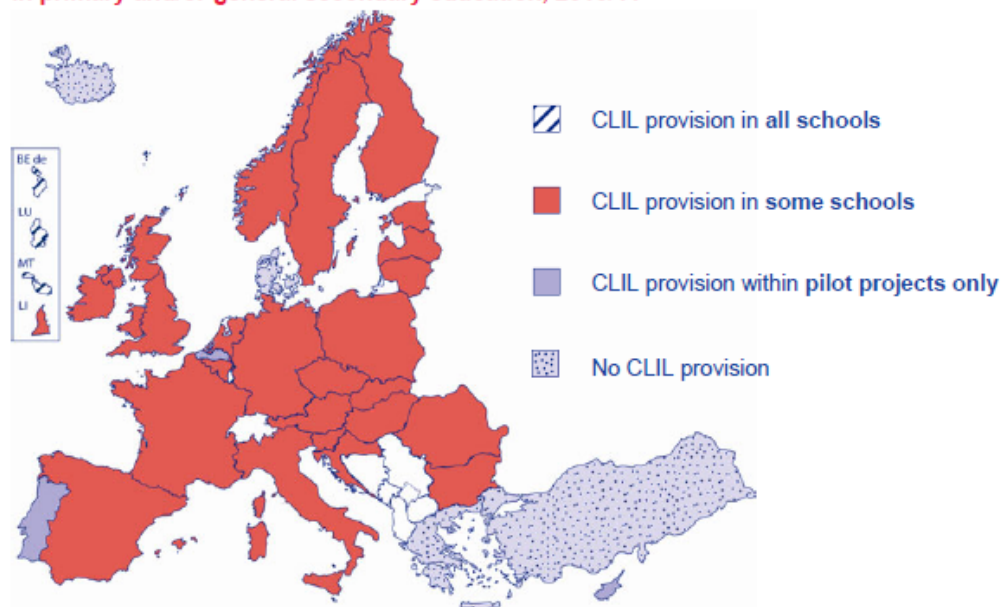 BE de
LU
MT
LI
CLIL provision in all schools
CLIL provision in some schools
CLIL provision within pilot projects only
No CLIL provision